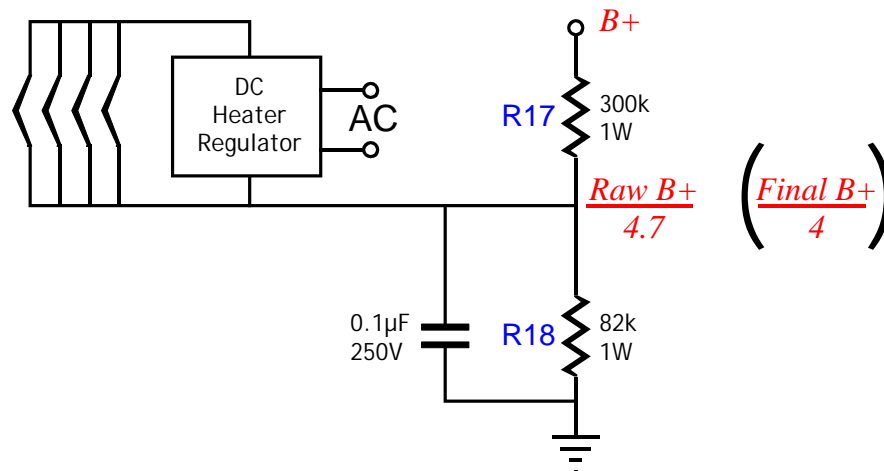 B+
DC
Heater
Regulator
AC
R17
300k
1W
Raw B+
4.7
(Final B+
4)
0.1µF
250V
R18
82k
1W